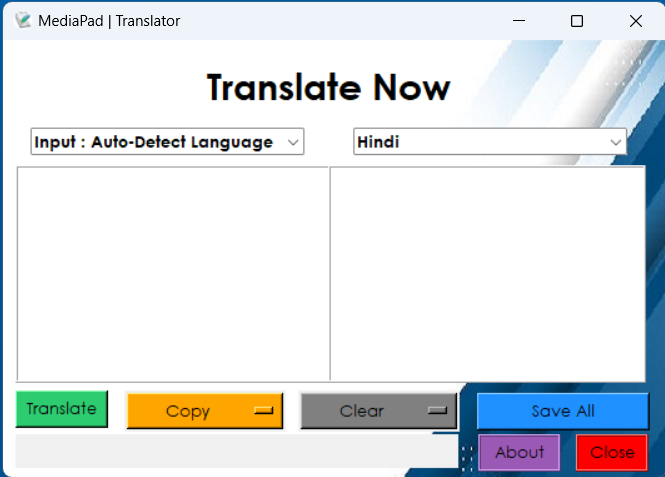 MediaPad | Translator
Translate Now
Input : Auto-Detect Language
Hindi
Translate
Copy
Clear
Save All
About
Close